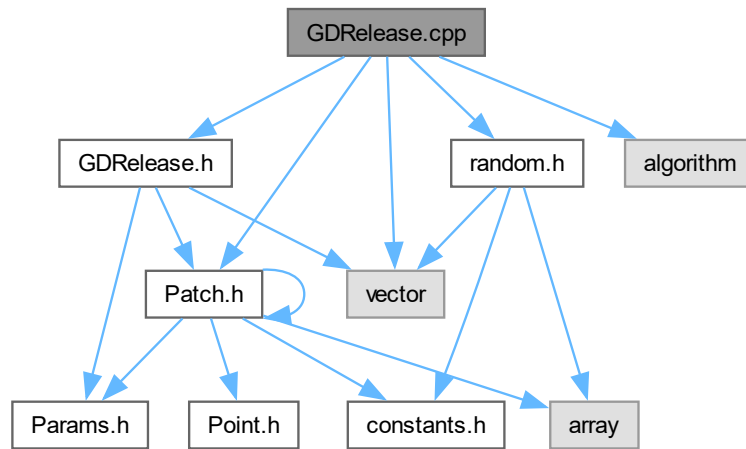 GDRelease.cpp
GDRelease.h
random.h
algorithm
Patch.h
vector
Params.h
Point.h
constants.h
array